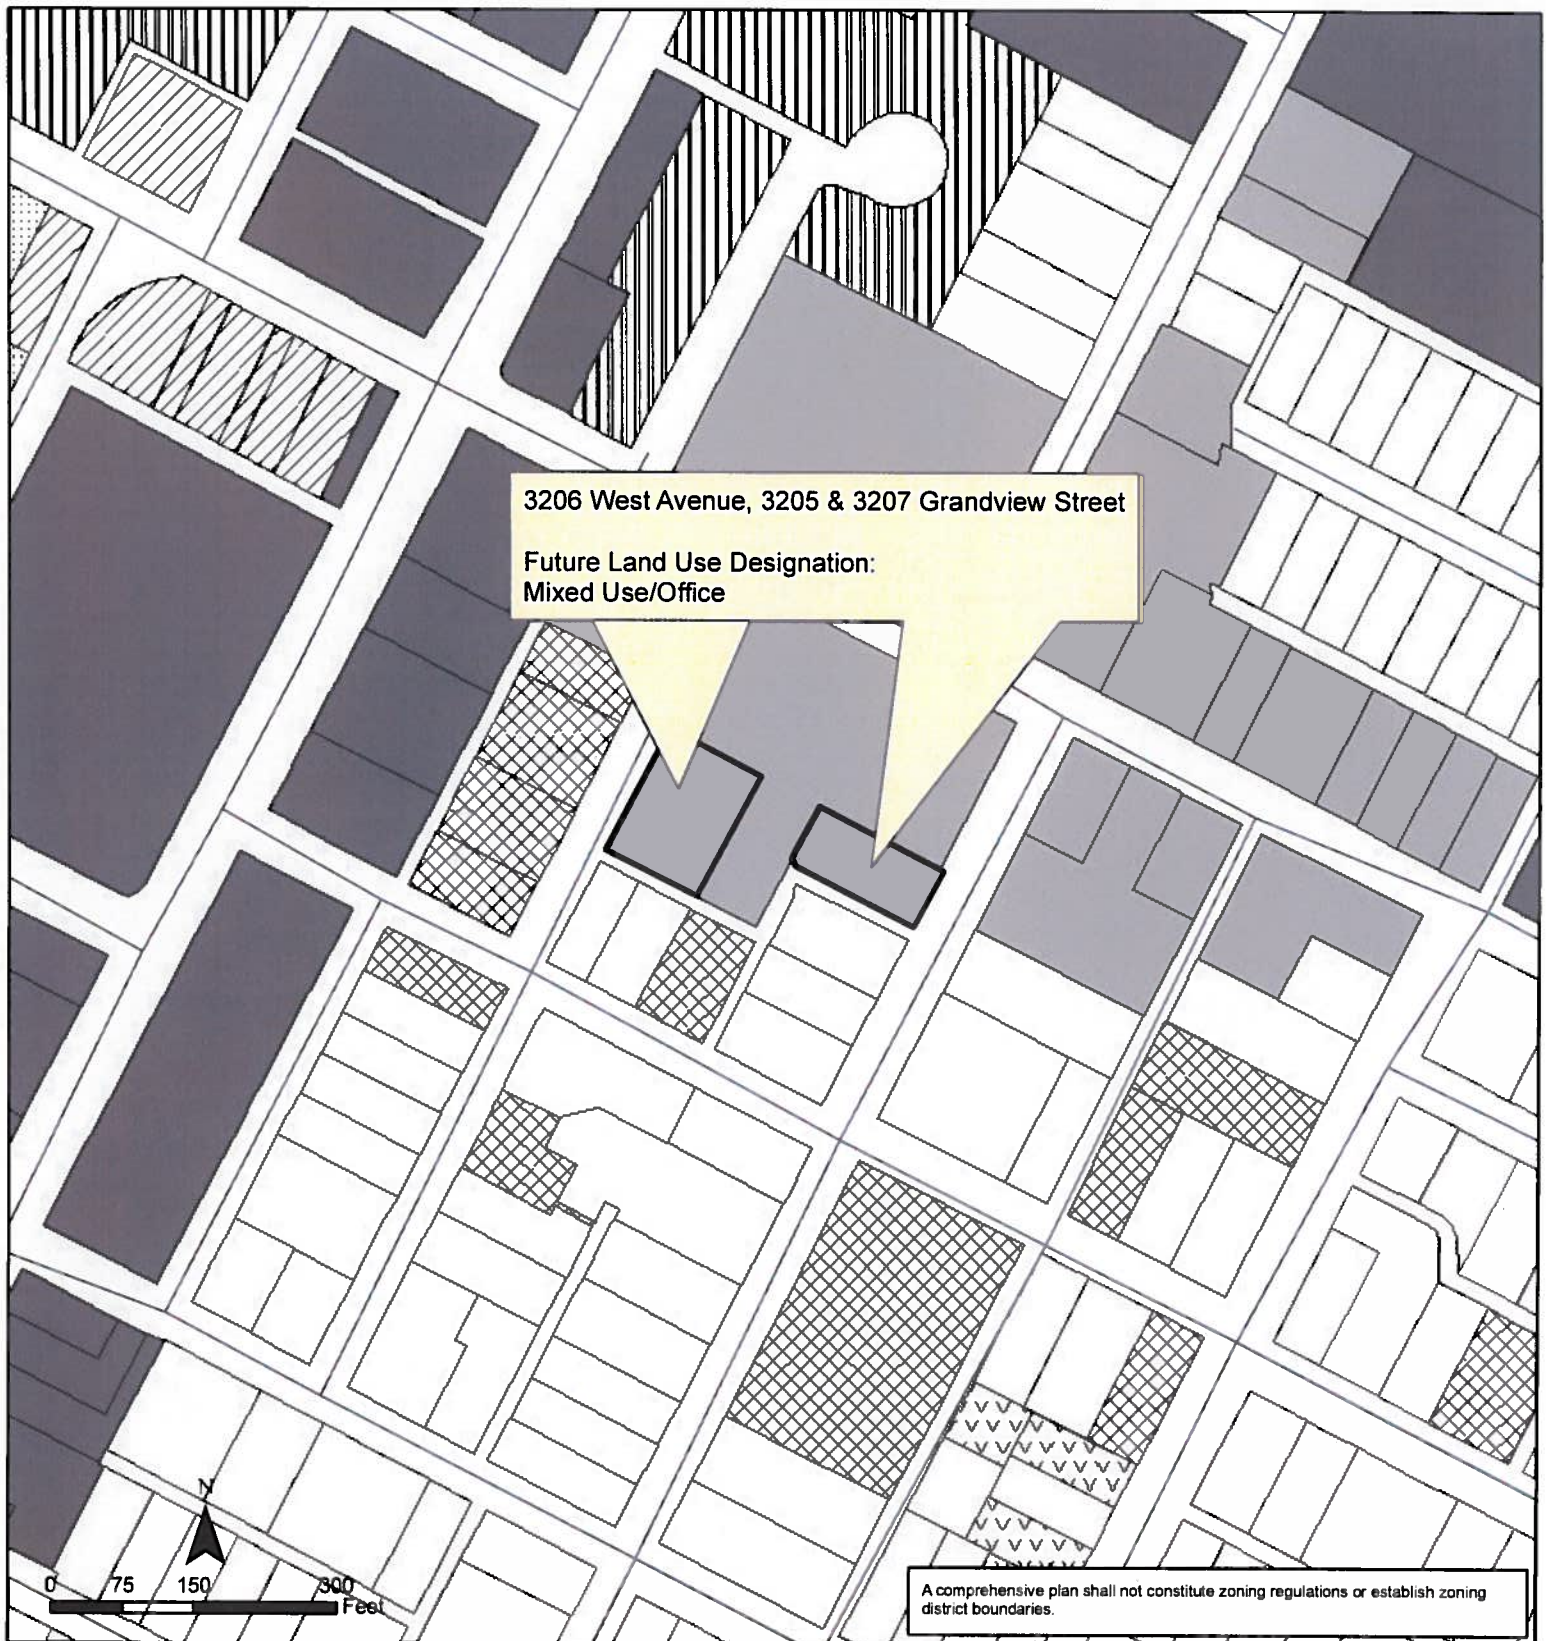 3206 West Avenue, 3205 & 3207 Grandview Street
Future Land Use Designation:
Mixed Use/Office
N
0 75 150 300
Feet
A comprehensive plan shall not constitute zoning regulations or establish zoning
district boundaries.